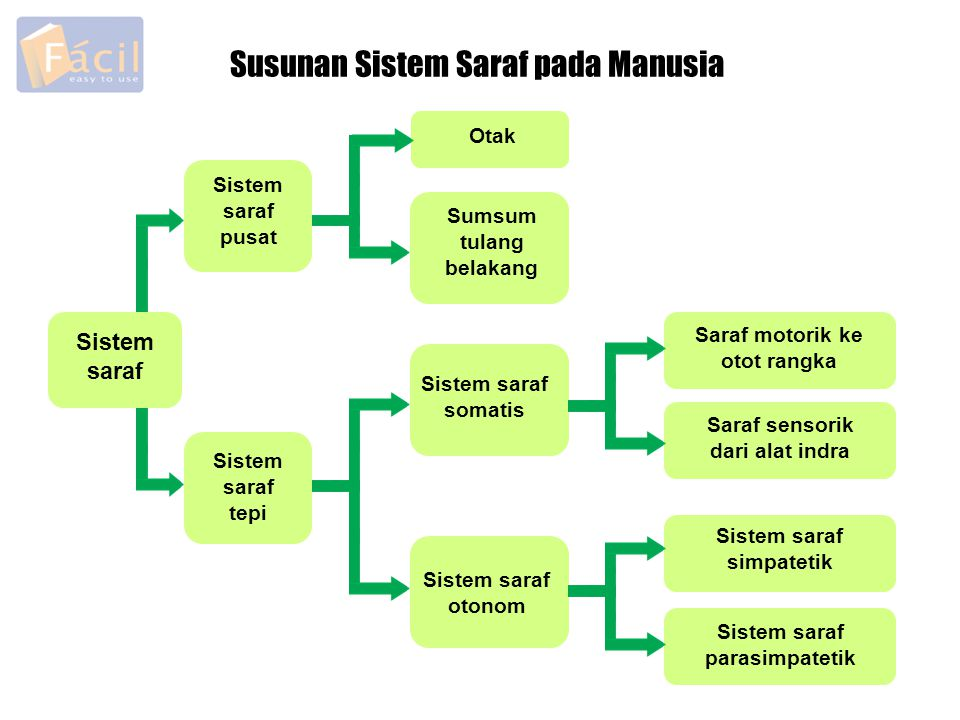 Fácil
easy to use
Susunan Sistem Saraf pada Manusia
Otak
Sistem
saraf
pusat
Sumsum
tulang
belakang
Sistem
saraf
Saraf motorik ke
otot rangka
Sistem saraf
somatis
Saraf sensorik
dari alat indra
Sistem
saraf
tepi
Sistem saraf
simpatetik
Sistem saraf
otonom
Sistem saraf
parasimpatetik